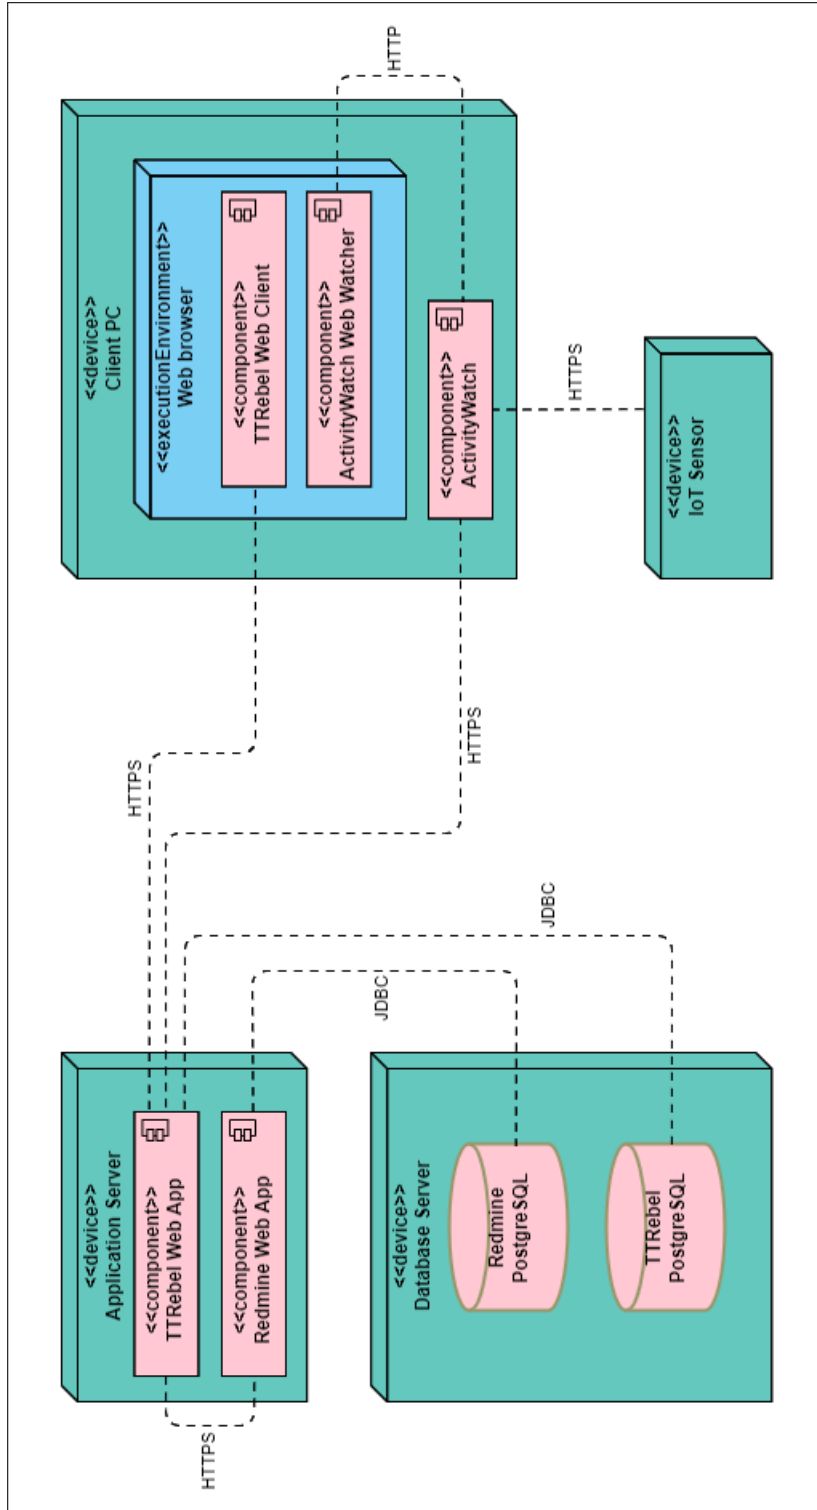 <<device>>
Application Server
<<component>>
TTRebel Web App
<<component>>
Redmine Web App
HTTPS
<<device>>
Database Server
Redmine
PostgreSQL
TTRebel
PostgreSQL
JDBC
JDBC
HTTPS
HTTPS
<<device>>
Client PC
<<executionEnvironment>>
Web browser
<<component>>
TTRebel Web Client
<<component>>
ActivityWatch Web Watcher
<<component>>
ActivityWatch
HTTP
HTTPS
<<device>>
IoT Sensor